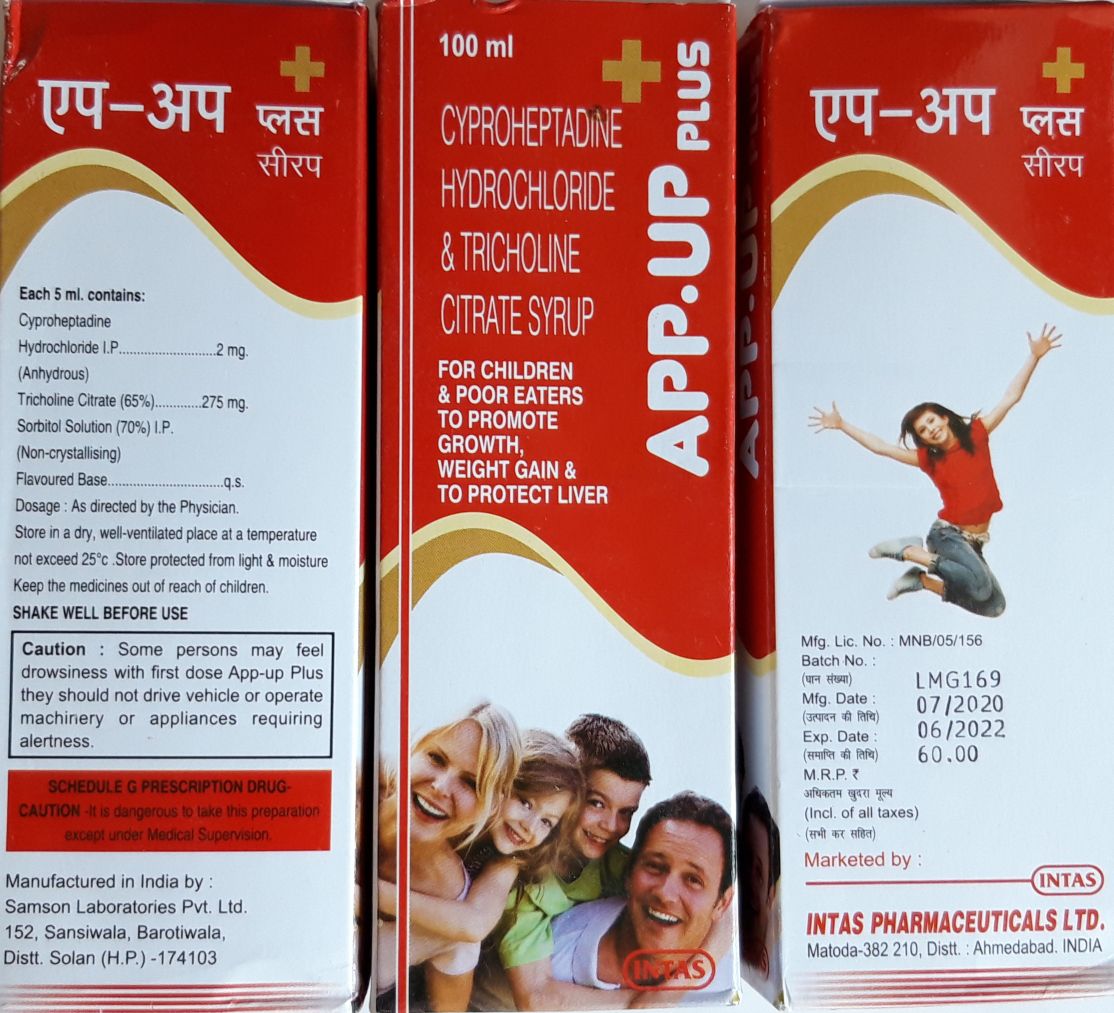 एप-अप प्लस
सीरप
Each 5 ml. contains:
Cyproheptadine
Hydrochloride I.P..........................2 mg.
(Anhydrous)
Tricholine Citrate (65%)............275 mg.
Sorbitol Solution (70%) I.P.
(Non-crystallising)
Flavoured Base.............................q.s.
Dosage : As directed by the Physician.
Store in a dry, well-ventilated place at a temperature
not exceed 25°c .Store protected from light & moisture
Keep the medicines out of reach of children.
SHAKE WELL BEFORE USE
Caution : Some persons may feel
drowsiness with first dose App-up Plus
they should not drive vehicle or operate
machinery or appliances requiring
alertness.
SCHEDULE G PRESCRIPTION DRUG-
CAUTION -It is dangerous to take this preparation
except under Medical Supervision.
Manufactured in India by :
Samson Laboratories Pvt. Ltd.
152, Sansiwala, Barotiwala,
Distt. Solan (H.P.) -174103
100 ml
CYPROHEPTADINE
HYDROCHLORIDE
& TRICHOLINE
CITRATE SYRUP
FOR CHILDREN
& POOR EATERS
TO PROMOTE
GROWTH,
WEIGHT GAIN &
TO PROTECT LIVER
APP.UP PLUS
INTAS
APP.UP
एप-अप प्लस
सीरप
Mfg. Lic. No. : MNB/05/156
Batch No. :
(घान संख्या) LMG169
Mfg. Date : 07/2020
(उत्पादन की तिथि)
Exp. Date : 06/2022
(समाप्ति की तिथि) 60.00
M.R.P. ₹
अधिकतम खुदरा मूल्य
(Incl. of all taxes)
(सभी कर सहित)
Marketed by :
INTAS
INTAS PHARMACEUTICALS LTD.
Matoda-382 210, Distt. : Ahmedabad. INDIA